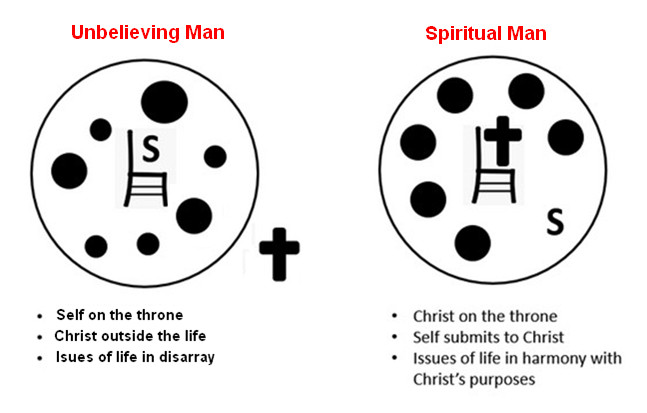 Unbelieving Man
S
Self on the throne
Christ outside the life
Isues of life in disarray
Spiritual Man
S
Christ on the throne
Self submits to Christ
Issues of life in harmony with
Christ's purposes